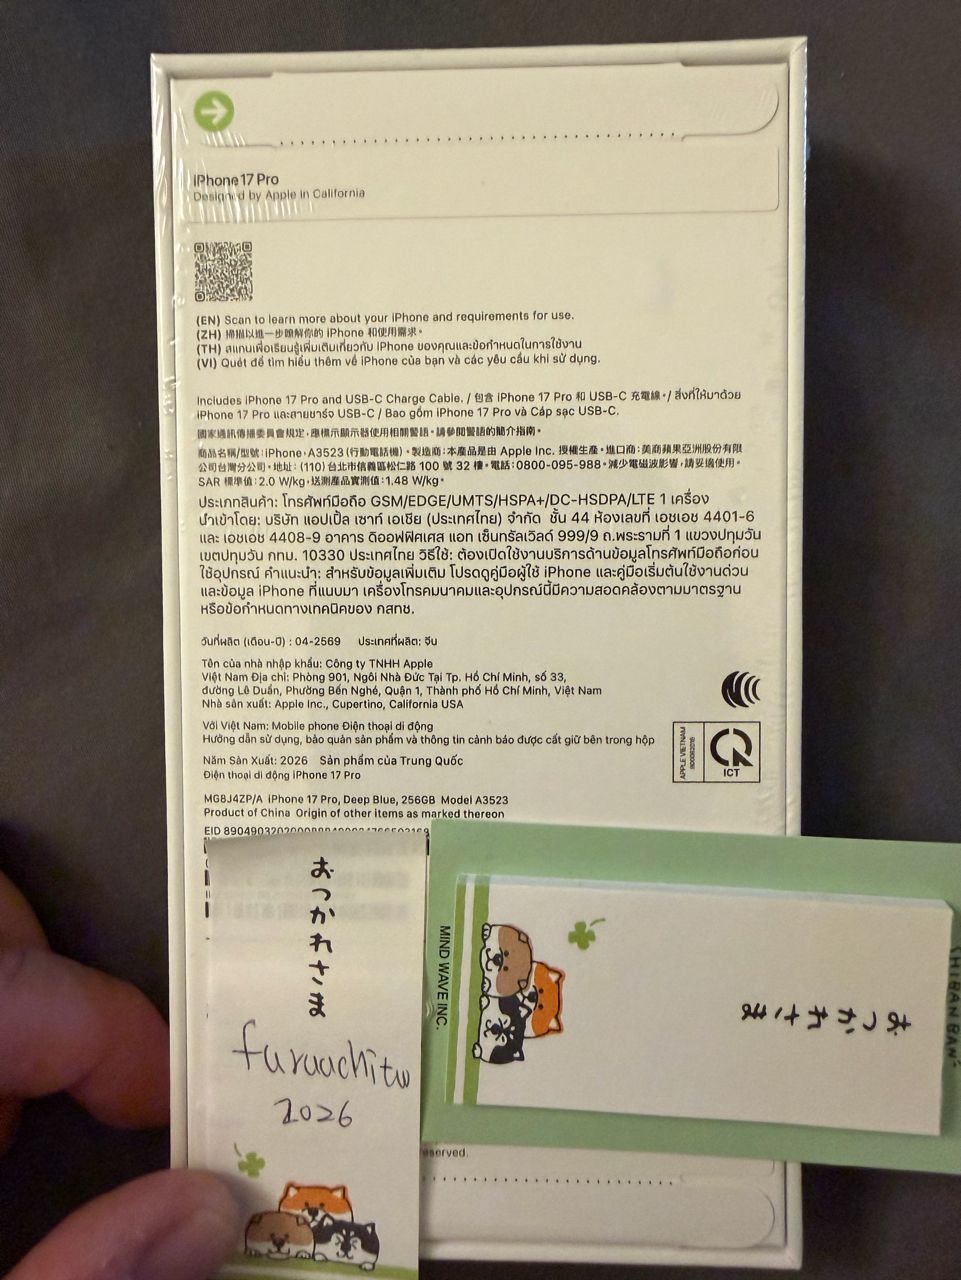 iPhone 17 Pro
Designed by Apple in California
(EN) Scan to learn more about your iPhone and requirements for use.
(ZH) 掃描以進一步瞭解你的 iPhone 和使用需求。
(TH) สแกนเพื่อเรียนรู้เพิ่มเติมเกี่ยวกับ iPhone ของคุณและข้อกำหนดในการใช้งาน
(VI) Quét để tìm hiểu thêm về iPhone của bạn và các yêu cầu khi sử dụng.
Includes iPhone 17 Pro and USB-C Charge Cable. / 包含 iPhone 17 Pro 和 USB-C 充電線。/ สิ่งที่ให้มาด้วย
iPhone 17 Pro และสายชาร์จ USB-C / Bao gồm iPhone 17 Pro và Cáp sạc USB-C.
國家通訊傳播委員會規定，應標示顯示器使用相關警語。請參閱警語的簡介指南。
商品名稱/型號：iPhone，A3523 (行動電話機)。製造商：本產品是由 Apple Inc. 授權生產。進口商：美商蘋果亞洲股份有限
公司台灣分公司。地址：(110) 台北市信義區松仁路 100 號 32 樓。電話：0800-095-988。減少電磁波影響，請妥適使用。
SAR 標準值：2.0 W/kg，送測產品實測值：1.48 W/kg。
ประเภทสินค้า: โทรศัพท์มือถือ GSM/EDGE/UMTS/HSPA+/DC-HSDPA/LTE 1 เครื่อง
นำเข้าโดย: บริษัท แอปเปิ้ล เซาท์ เอเชีย (ประเทศไทย) จำกัด ชั้น 44 ห้องเลขที่ เอชเอช 4401-6
และ เอชเอช 4408-9 อาคาร ดิออฟฟิศเศส แอท เซ็นทรัลเวิลด์ 999/9 ถ.พระรามที่ 1 แขวงปทุมวัน
เขตปทุมวัน กทม. 10330 ประเทศไทย วิธีใช้: ต้องเปิดใช้งานบริการด้านข้อมูลโทรศัพท์มือถือก่อน
ใช้อุปกรณ์ คำแนะนำ: สำหรับข้อมูลเพิ่มเติม โปรดดูคู่มือผู้ใช้ iPhone และคู่มือเริ่มต้นใช้งานด่วน
และข้อมูล iPhone ที่แนบมา เครื่องโทรคมนาคมและอุปกรณ์นี้มีความสอดคล้องตามมาตรฐาน
หรือข้อกำหนดทางเทคนิคของ กสทช.
วันที่ผลิต (เดือน-ปี) : 04-2569 ประเทศที่ผลิต: จีน
Tên của nhà nhập khẩu: Công ty TNHH Apple
Việt Nam Địa chỉ: Phòng 901, Ngôi Nhà Đức Tại Tp. Hồ Chí Minh, số 33,
đường Lê Duẩn, Phường Bến Nghé, Quận 1, Thành phố Hồ Chí Minh, Việt Nam
Nhà sản xuất: Apple Inc., Cupertino, California USA
Với Việt Nam: Mobile phone Điện thoại di động
Hướng dẫn sử dụng, bảo quản sản phẩm và thông tin cảnh báo được cất giữ bên trong hộp
Năm Sản Xuất: 2026 Sản phẩm của Trung Quốc
Điện thoại di động iPhone 17 Pro
APPLE VIETNAM
ICT
MG8J4ZP/A iPhone 17 Pro, Deep Blue, 256GB Model A3523
Product of China Origin of other items as marked thereon
EID
おつかれさま
furuachitw
2026
MIND WAVE INC.
おつかれさま
reserved.